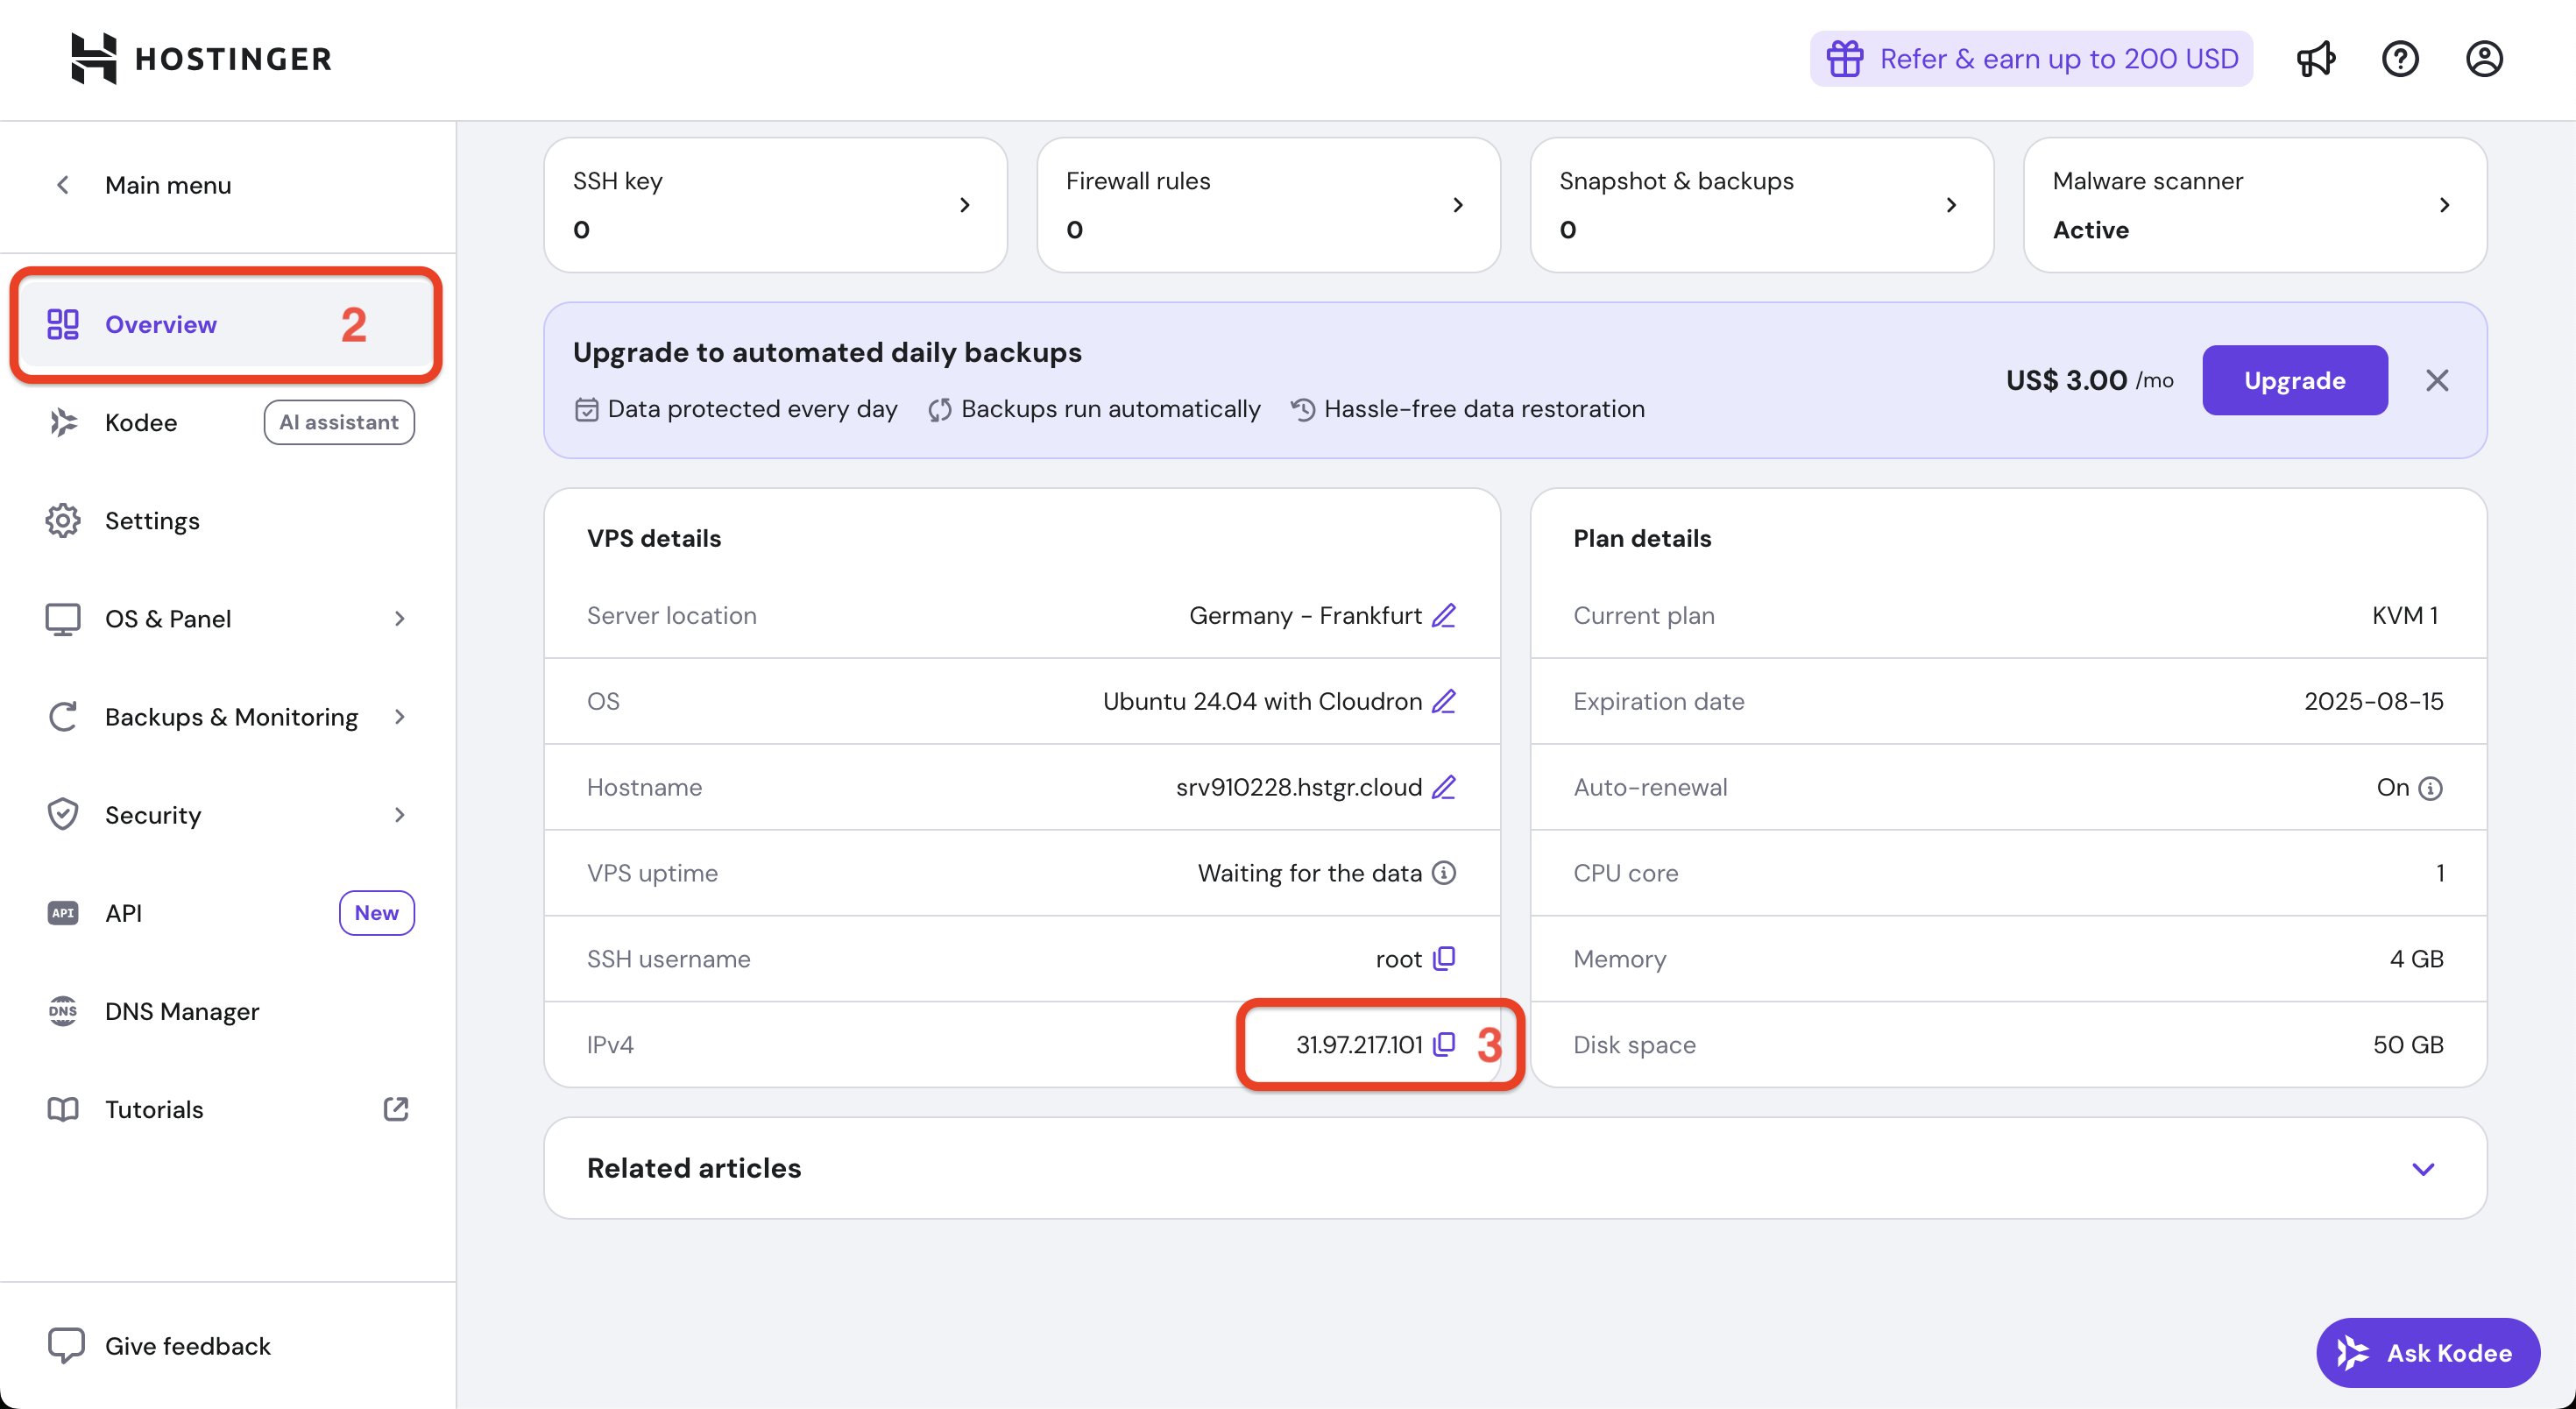 HOSTINGER
Refer & earn up to 200 USD
Main menu
Overview 2
Kodee AI assistant
Settings
OS & Panel
Backups & Monitoring
Security
API API New
DNS DNS Manager
Tutorials
Give feedback
SSH key
0
Firewall rules
0
Snapshot & backups
0
Malware scanner
Active
Upgrade to automated daily backups
Data protected every day Backups run automatically Hassle-free data restoration
US$ 3.00 /mo Upgrade
VPS details
Server location Germany - Frankfurt
OS Ubuntu 24.04 with Cloudron
Hostname srv910228.hstgr.cloud
VPS uptime Waiting for the data
SSH username root
IPv4 31.97.217.101 3
Plan details
Current plan KVM 1
Expiration date 2025-08-15
Auto-renewal On
CPU core 1
Memory 4 GB
Disk space 50 GB
Related articles
Ask Kodee